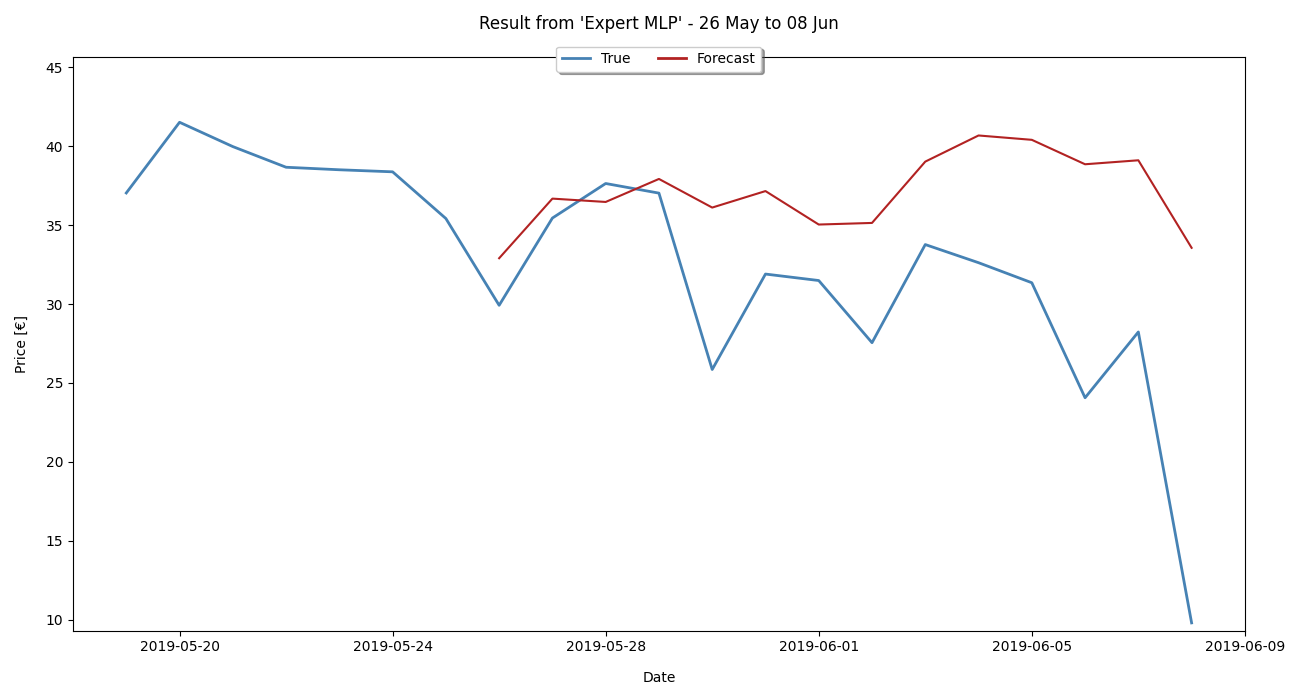 Result from 'Expert MLP' - 26 May to 08 Jun
True Forecast
45
40
35
30
25
20
15
10
Price [€]
2019-05-20 2019-05-24 2019-05-28 2019-06-01 2019-06-05 2019-06-09
Date